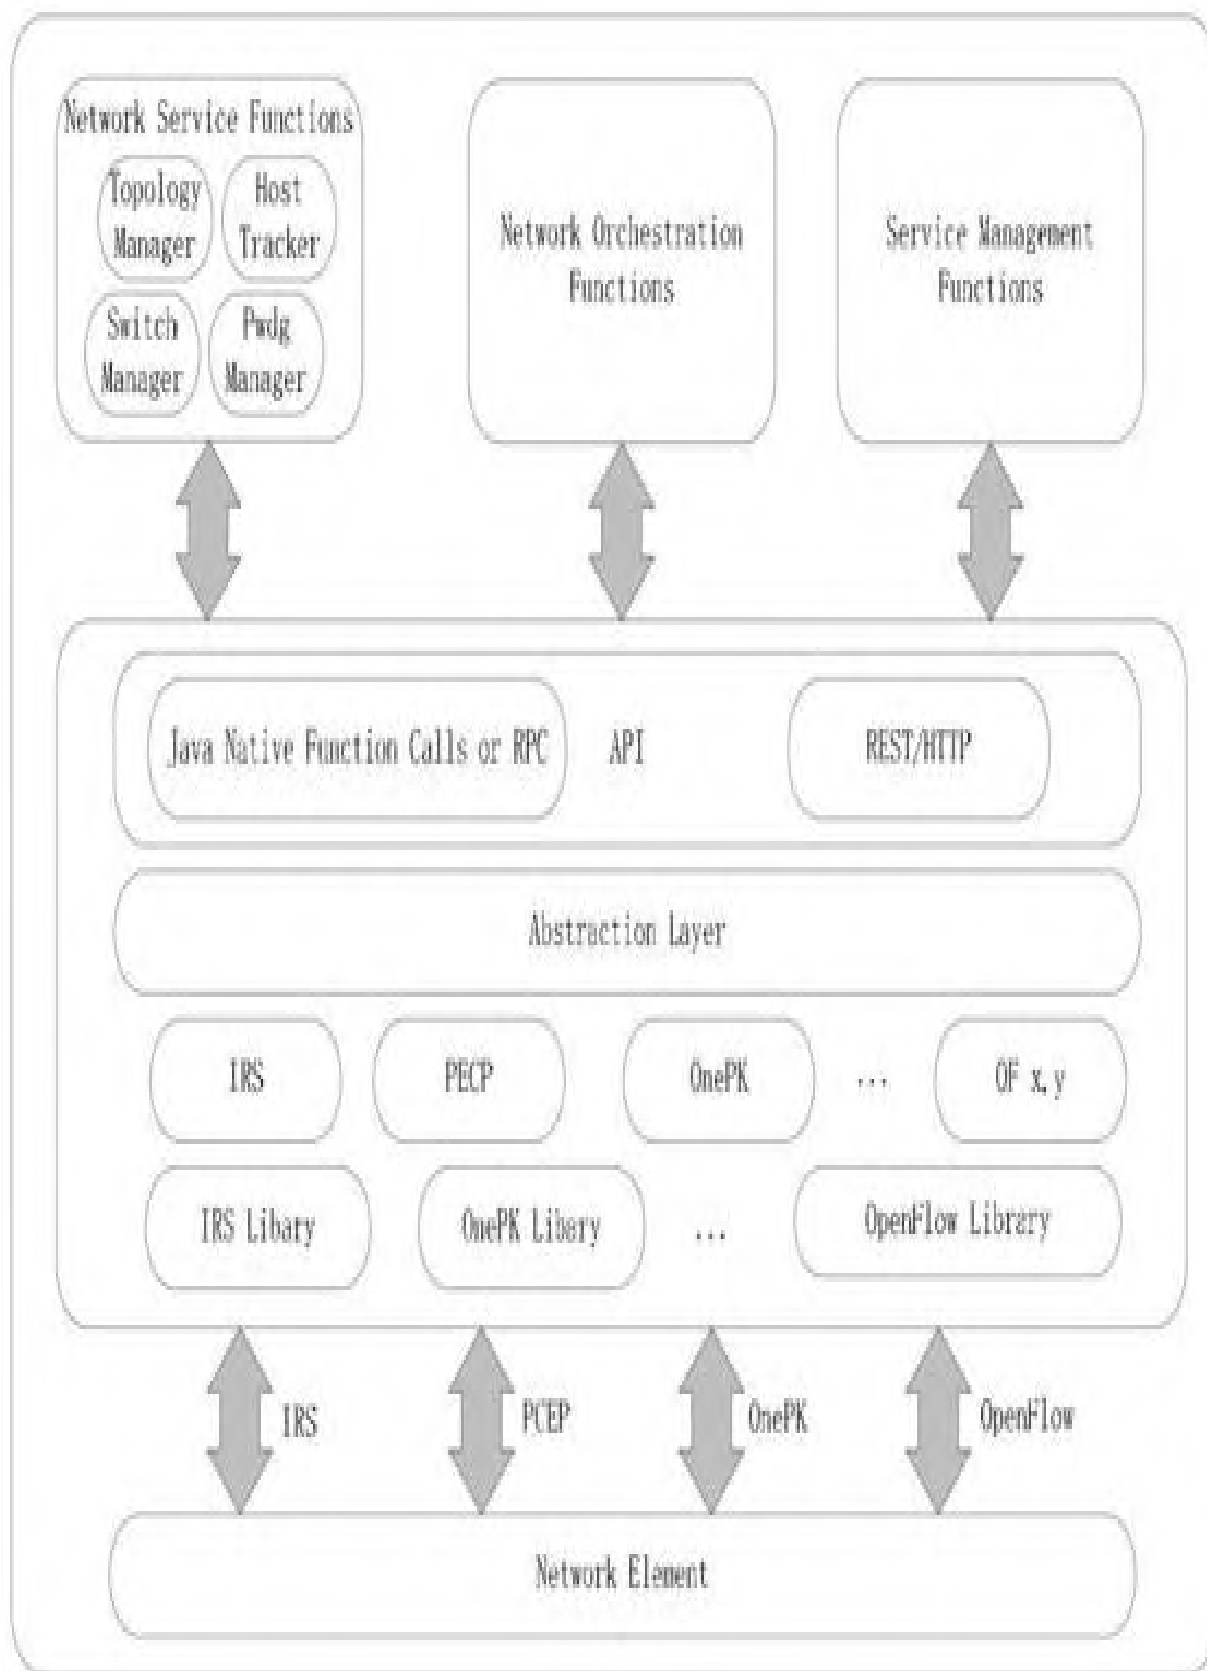 Network Service Functions
Topology
Manager
Host
Tracker
Switch
Manager
Pwdg
Manager
Network Orchestration
Functions
Service Management
Functions
Java Native Function Calls or RPC
API
REST/HTTP
Abstraction Layer
IRS
PECP
OnePK
...
OF x.y
IRS Libary
OnePK Libery
...
OpenFlow Library
IRS
PCEP
OnePK
OpenFlow
Network Element